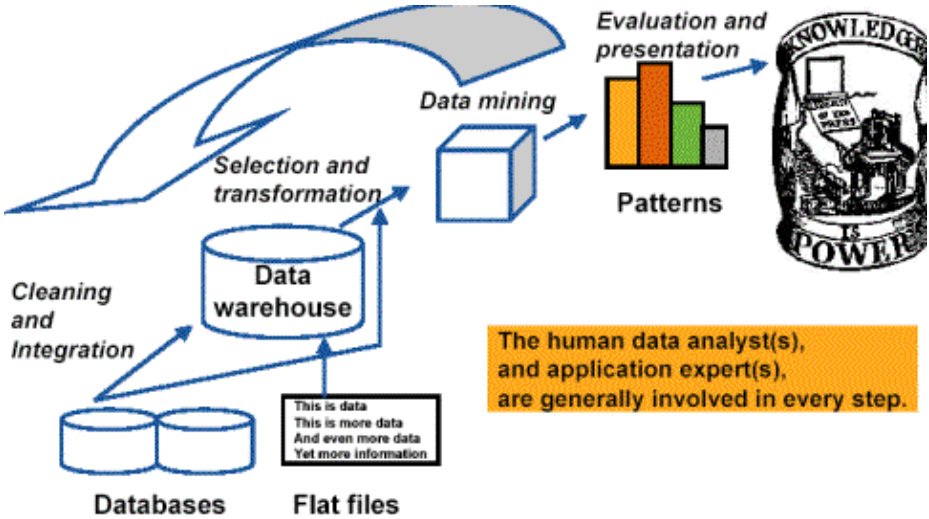 Evaluation and
presentation
KNOWLEDGE
Data mining
Selection and
transformation
Patterns
IS
POWER
Data
warehouse
Cleaning
and
Integration
The human data analyst(s),
and application expert(s),
are generally involved in every step.
This is data
This is more data
And even more data
Yet more information
Databases
Flat files